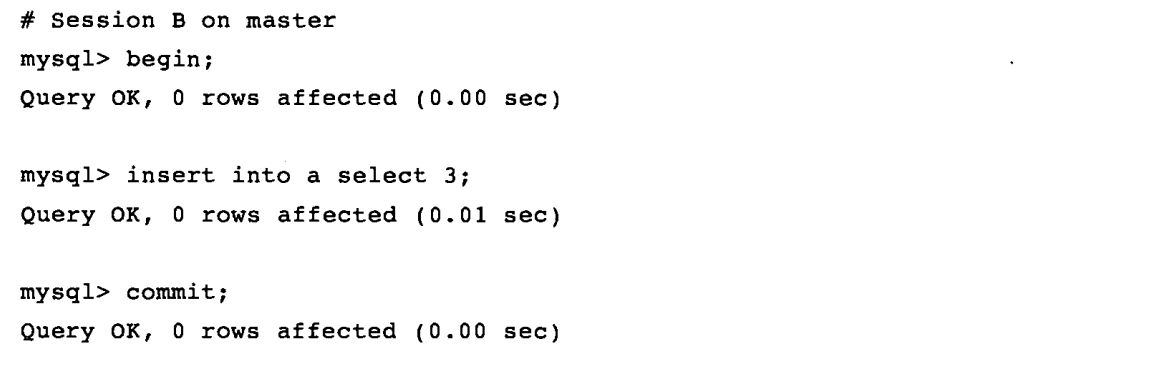 # Session B on master
mysql> begin;
Query OK, 0 rows affected (0.00 sec)
mysql> insert into a select 3;
Query OK, 0 rows affected (0.01 sec)
mysql> commit;
Query OK, 0 rows affected (0.00 sec)